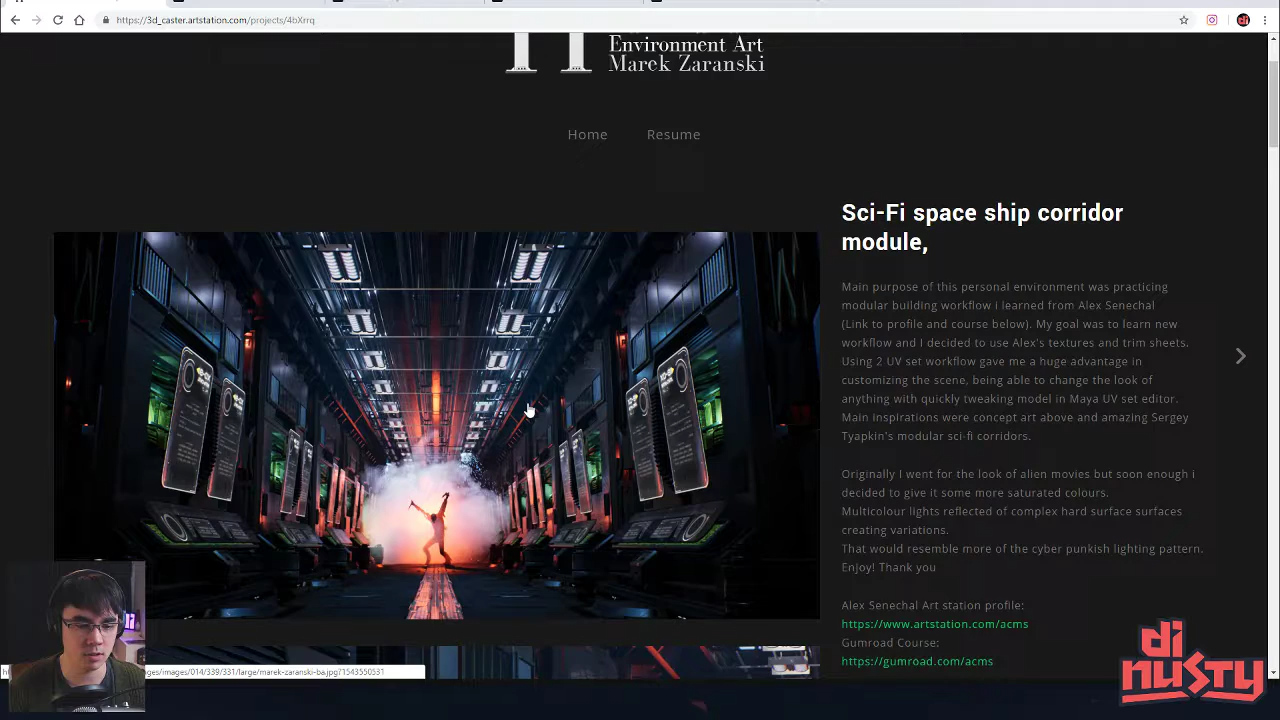 https://3d_caster.artstation.com/projects/4bXrrq
Environment Art
Marek Zaranski
Home
Resume
Sci-Fi space ship corridor
module,
Main purpose of this personal environment was practicing
modular building workflow i learned from Alex Senechal
(Link to profile and course below). My goal was to learn new
workflow and I decided to use Alex's textures and trim sheets.
Using 2 UV set workflow gave me a huge advantage in
customizing the scene, being able to change the look of
anything with quickly tweaking model in Maya UV set editor.
Main inspirations were concept art above and amazing Sergey
Tyapkin's modular sci-fi corridors.
Originally I went for the look of alien movies but soon enough i
decided to give it some more saturated colours.
Multicolour lights reflected of complex hard surface surfaces
creating variations.
That would resemble more of the cyber punkish lighting pattern.
Enjoy! Thank you
Alex Senechal Art station profile:
https://www.artstation.com/acms
Gumroad Course:
https://gumroad.com/acms
ages/images/014/339/331/large/marek-zaranski-ba.jpg?1543550531
di
nusty